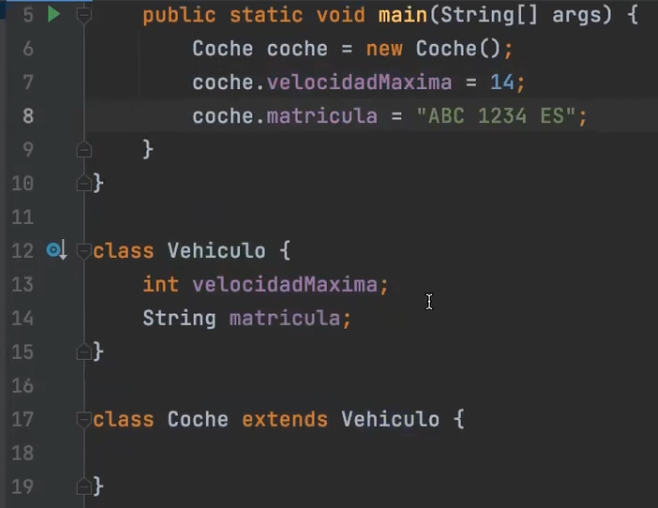 5 public static void main(String[] args) {
6 Coche coche = new Coche();
7 coche.velocidadMaxima = 14;
8 coche.matricula = "ABC 1234 ES";
9 }
10 }
11
12 class Vehiculo {
13 int velocidadMaxima;
14 String matricula;
15 }
16
17 class Coche extends Vehiculo {
18
19 }